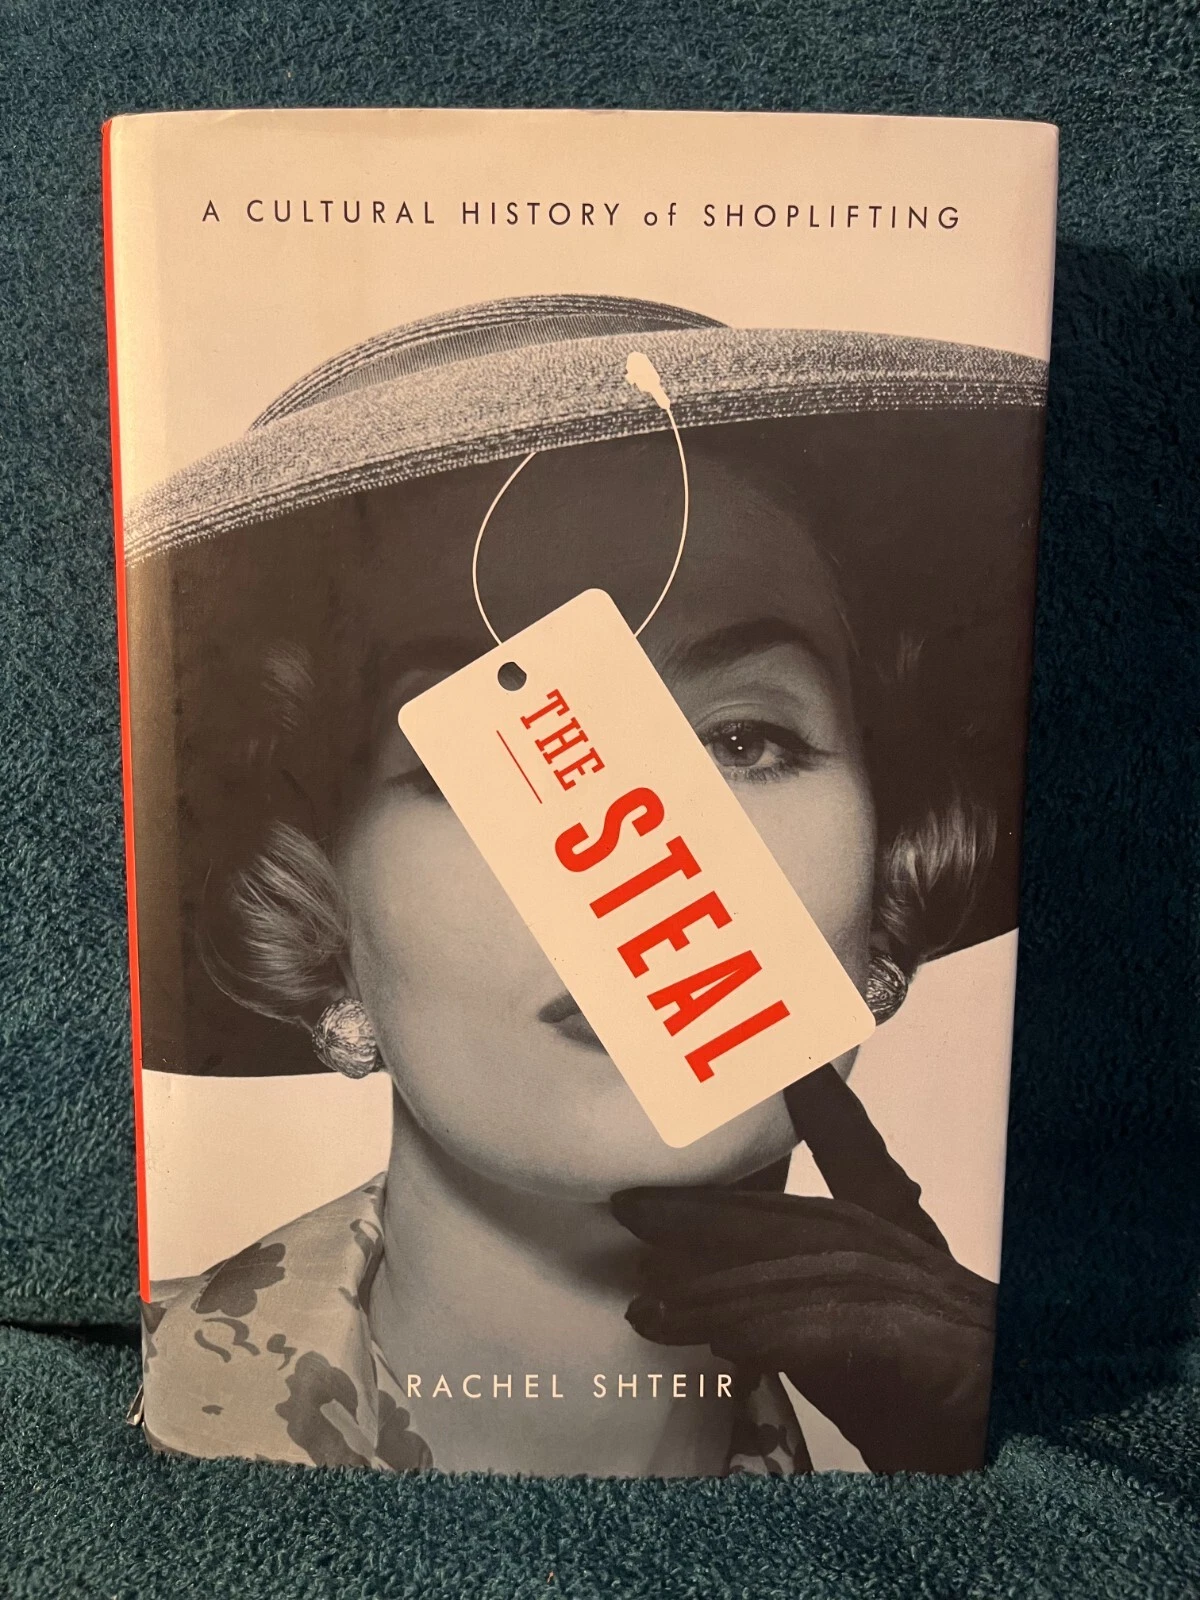 A CULTURAL HISTORY of SHOPLIFTING
THE
STEAL
RACHEL SHTEIR